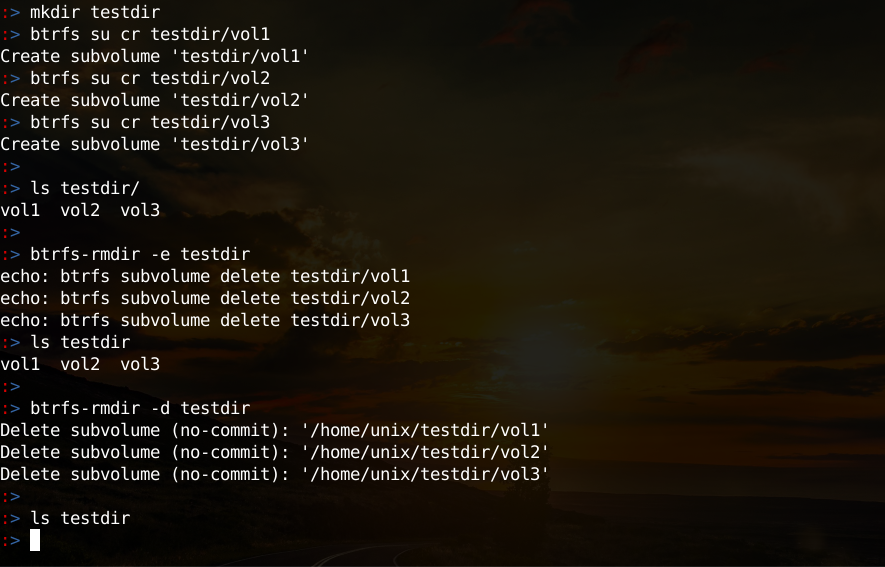 :> mkdir testdir
:> btrfs su cr testdir/vol1
Create subvolume 'testdir/vol1'
:> btrfs su cr testdir/vol2
Create subvolume 'testdir/vol2'
:> btrfs su cr testdir/vol3
Create subvolume 'testdir/vol3'
:>
:> ls testdir/
vol1  vol2  vol3
:>
:> btrfs-rmdir -e testdir
echo: btrfs subvolume delete testdir/vol1
echo: btrfs subvolume delete testdir/vol2
echo: btrfs subvolume delete testdir/vol3
:> ls testdir
vol1  vol2  vol3
:>
:> btrfs-rmdir -d testdir
Delete subvolume (no-commit): '/home/unix/testdir/vol1'
Delete subvolume (no-commit): '/home/unix/testdir/vol2'
Delete subvolume (no-commit): '/home/unix/testdir/vol3'
:>
:> ls testdir
:>